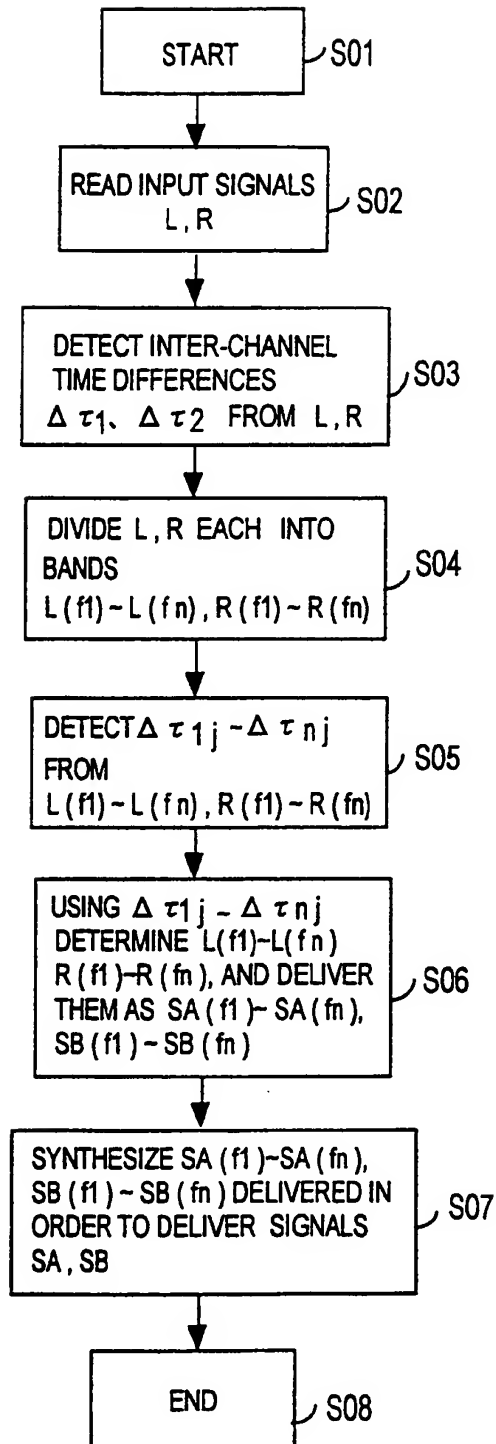 START
S01
READ INPUT SIGNALS
L, R
S02
DETECT INTER-CHANNEL
TIME DIFFERENCES
Δ τ1、Δ τ2 FROM L, R
S03
DIVIDE L, R EACH INTO
BANDS
L(f1)~L(fn), R(f1)~R(fn)
S04
DETECT Δ τ1j ~Δ τnj
FROM
L(f1)~L(fn), R(f1)~R(fn)
S05
USING Δ τ1j ~ Δ τnj
DETERMINE L(f1)~L(fn)
R(f1)~R(fn), AND DELIVER
THEM AS SA(f1)~SA(fn),
SB(f1)~SB(fn)
S06
SYNTHESIZE SA(f1)~SA(fn),
SB(f1)~SB(fn) DELIVERED IN
ORDER TO DELIVER SIGNALS
SA, SB
S07
END
S08